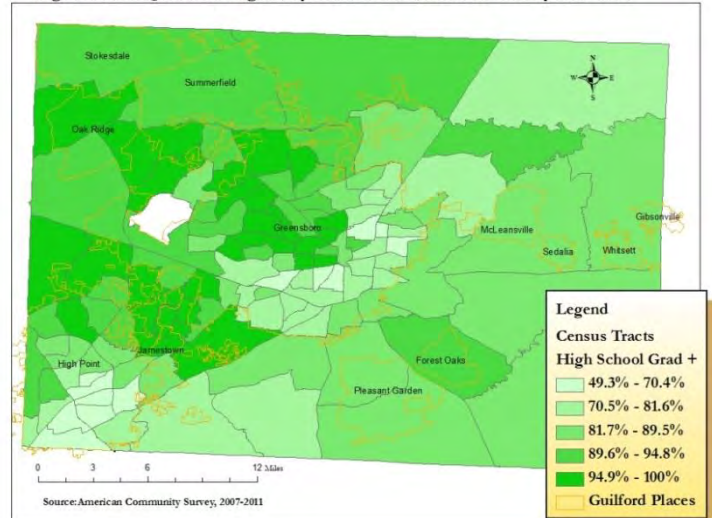 Stokesdale
Summerfield
N
W E
S
Oak Ridge
Greensboro
Gibsonville
McLeansville
Sedalia
Whitsett
Jamestown
High Point
Forest Oaks
Pleasant Garden
Legend
Census Tracts
High School Grad +
49.3% - 70.4%
70.5% - 81.6%
81.7% - 89.5%
89.6% - 94.8%
94.9% - 100%
Guilford Places
0 3 6 12 Miles
Source:American Community Survey, 2007-2011